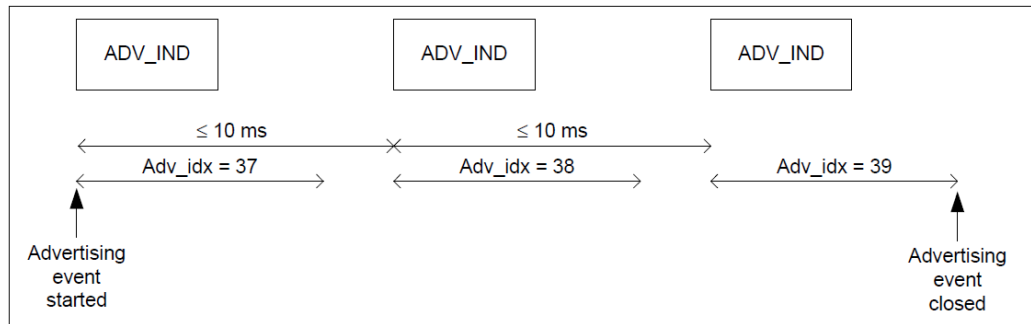 ADV_IND ADV_IND ADV_IND
≤ 10 ms ≤ 10 ms
Adv_idx = 37 Adv_idx = 38 Adv_idx = 39
Advertising
event
started
Advertising
event
closed